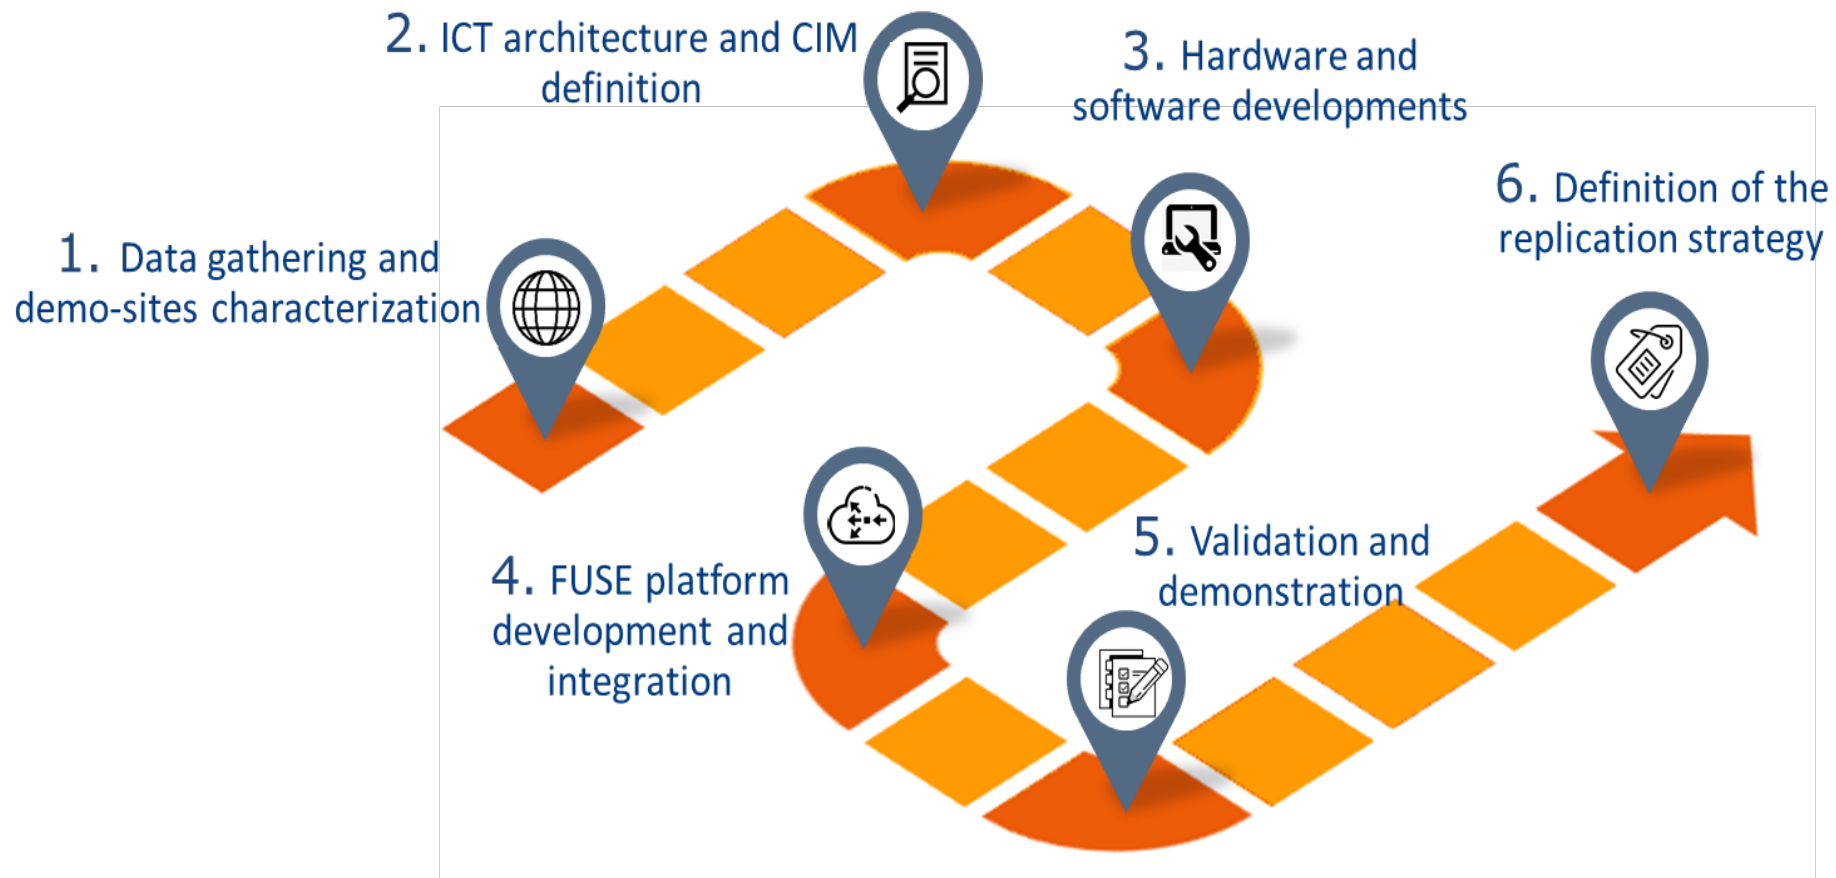 1. Data gathering and
demo-sites characterization
2. ICT architecture and CIM
definition
3. Hardware and
software developments
4. FUSE platform
development and
integration
5. Validation and
demonstration
6. Definition of the
replication strategy